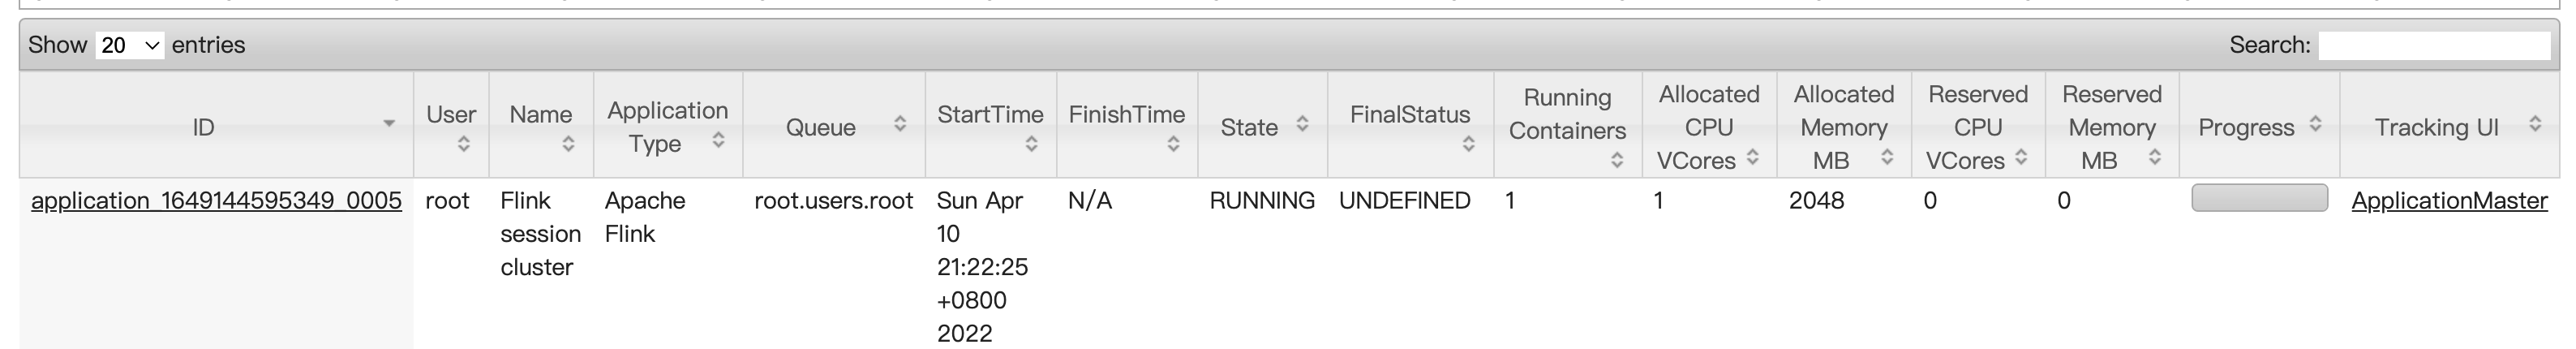 Show 20 entries
Search:
ID
User
Name
Application
Type
Queue
StartTime
FinishTime
State
FinalStatus
Running
Containers
Allocated
CPU
VCores
Allocated
Memory
MB
Reserved
CPU
VCores
Reserved
Memory
MB
Progress
Tracking UI
application_1649144595349_0005
root
Flink
session
cluster
Apache
Flink
root.users.root
Sun Apr
10
21:22:25
+0800
2022
N/A
RUNNING
UNDEFINED
1
1
2048
0
0
ApplicationMaster